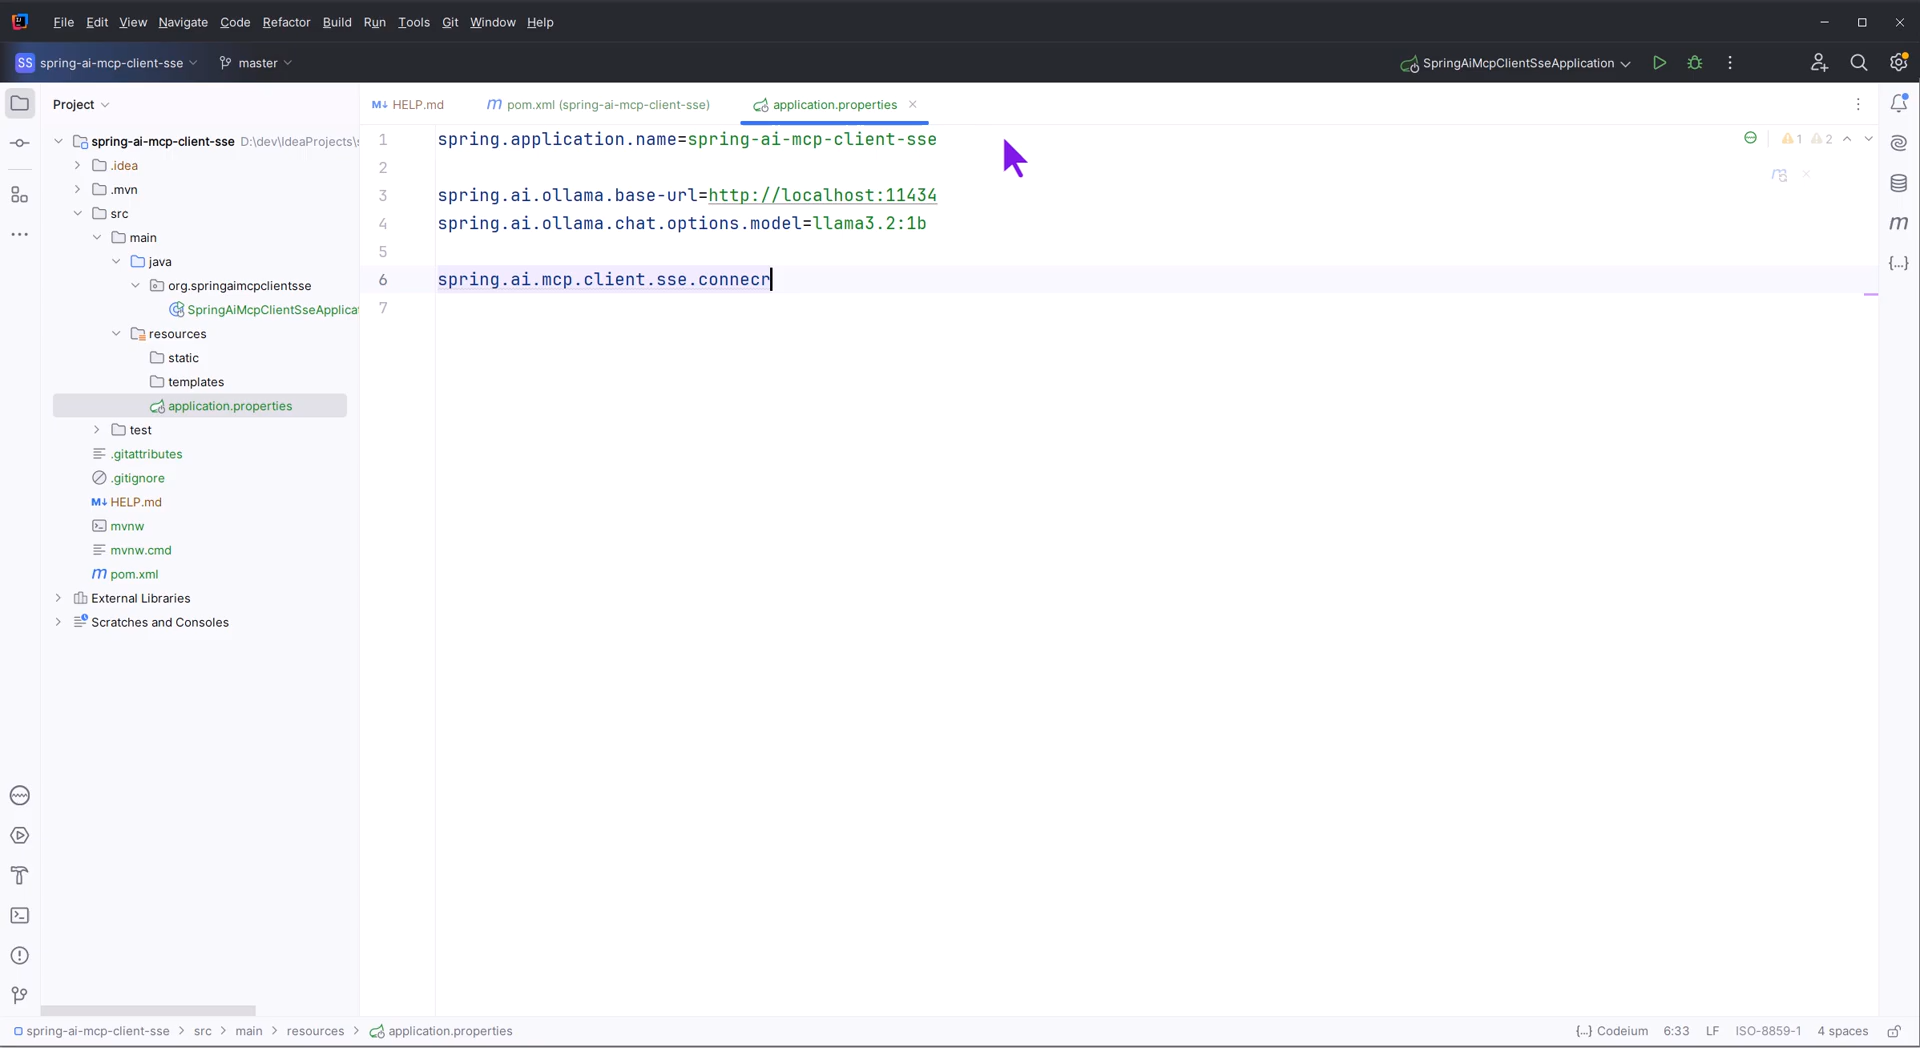 File Edit View Navigate Code Refactor Build Run Tools Git Window Help
SS spring-ai-mcp-client-sse master SpringAiMcpClientSseApplication
Project
M↓ HELP.md m pom.xml (spring-ai-mcp-client-sse) application.properties
spring-ai-mcp-client-sse D:\dev\IdeaProjects\s
.idea
.mvn
src
main
java
org.springaimcpclientsse
SpringAiMcpClientSseApplicat
resources
static
templates
application.properties
test
.gitattributes
.gitignore
M↓ HELP.md
mvnw
mvnw.cmd
m pom.xml
External Libraries
Scratches and Consoles
1 spring.application.name=spring-ai-mcp-client-sse
2
3 spring.ai.ollama.base-url=http://localhost:11434
4 spring.ai.ollama.chat.options.model=llama3.2:1b
5
6 spring.ai.mcp.client.sse.connecr
7
1 2
m
{...}
spring-ai-mcp-client-sse > src > main > resources > application.properties
{...} Codeium 6:33 LF ISO-8859-1 4 spaces